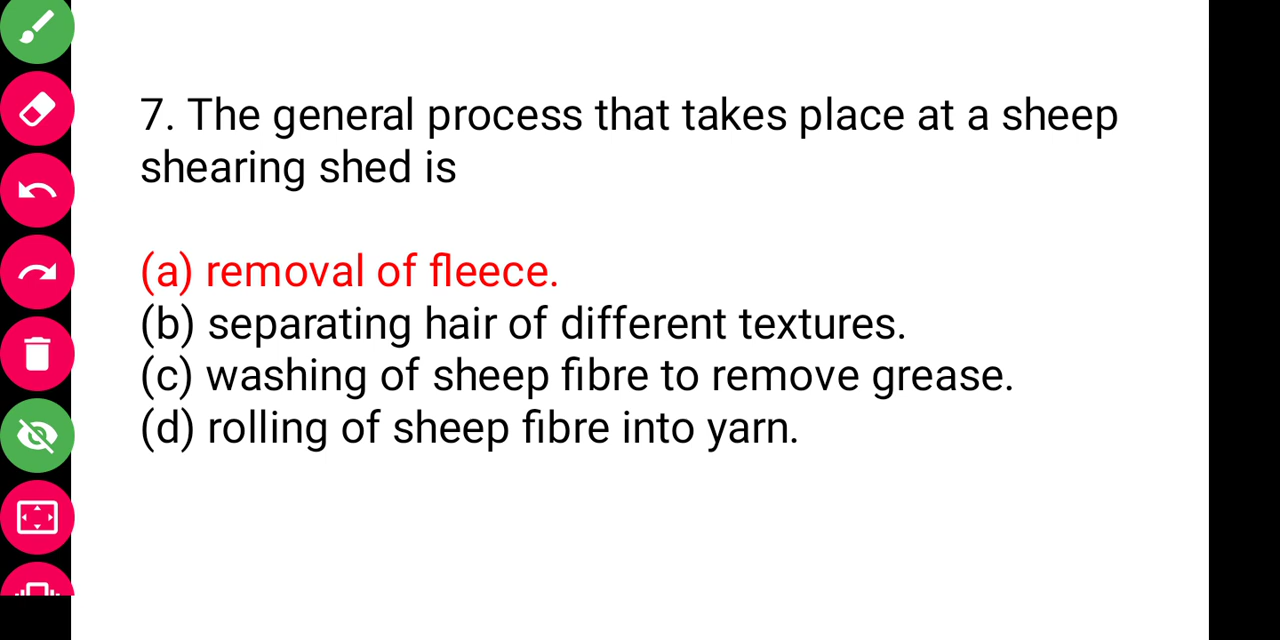 7. The general process that takes place at a sheep
shearing shed is
(a) removal of fleece.
(b) separating hair of different textures.
(c) washing of sheep fibre to remove grease.
(d) rolling of sheep fibre into yarn.